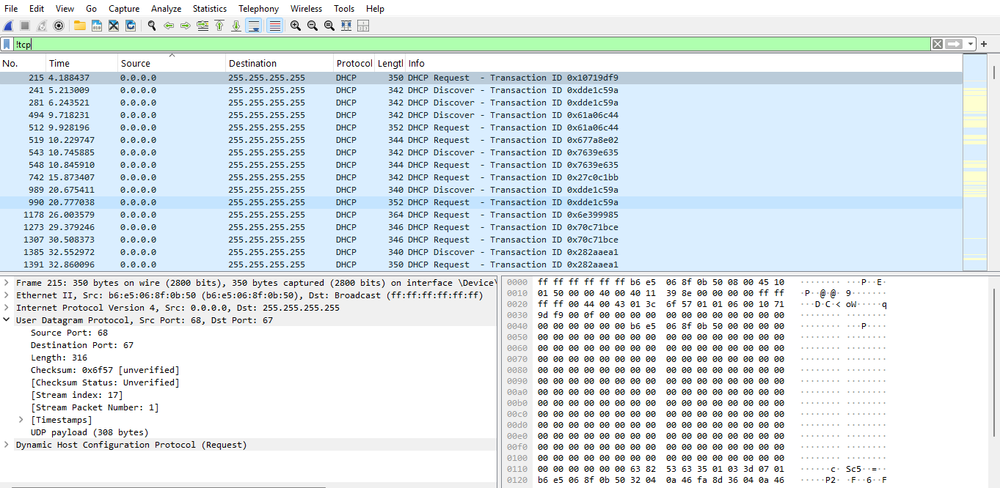 File Edit View Go Capture Analyze Statistics Telephony Wireless Tools Help
!tcp
No. Time Source Destination Protocol Lengtl Info
215 4.188437 0.0.0.0 255.255.255.255 DHCP 350 DHCP Request - Transaction ID 0x10719df9
241 5.213009 0.0.0.0 255.255.255.255 DHCP 342 DHCP Discover - Transaction ID 0xdde1c59a
281 6.243521 0.0.0.0 255.255.255.255 DHCP 342 DHCP Discover - Transaction ID 0xdde1c59a
494 9.718231 0.0.0.0 255.255.255.255 DHCP 342 DHCP Discover - Transaction ID 0x61a06c44
512 9.928196 0.0.0.0 255.255.255.255 DHCP 352 DHCP Request - Transaction ID 0x61a06c44
519 10.229747 0.0.0.0 255.255.255.255 DHCP 344 DHCP Request - Transaction ID 0x677a8e02
543 10.745885 0.0.0.0 255.255.255.255 DHCP 342 DHCP Discover - Transaction ID 0x7639e635
548 10.845910 0.0.0.0 255.255.255.255 DHCP 344 DHCP Request - Transaction ID 0x7639e635
742 15.873407 0.0.0.0 255.255.255.255 DHCP 342 DHCP Request - Transaction ID 0x27c0c1bb
989 20.675411 0.0.0.0 255.255.255.255 DHCP 340 DHCP Discover - Transaction ID 0xdde1c59a
990 20.777038 0.0.0.0 255.255.255.255 DHCP 352 DHCP Request - Transaction ID 0xdde1c59a
1178 26.003579 0.0.0.0 255.255.255.255 DHCP 364 DHCP Request - Transaction ID 0x6e399985
1273 29.379246 0.0.0.0 255.255.255.255 DHCP 346 DHCP Request - Transaction ID 0x70c71bce
1307 30.508373 0.0.0.0 255.255.255.255 DHCP 346 DHCP Request - Transaction ID 0x70c71bce
1385 32.552972 0.0.0.0 255.255.255.255 DHCP 340 DHCP Discover - Transaction ID 0x282aaea1
1391 32.860096 0.0.0.0 255.255.255.255 DHCP 350 DHCP Request - Transaction ID 0x282aaea1
Frame 215: 350 bytes on wire (2800 bits), 350 bytes captured (2800 bits) on interface \Device\
Ethernet II, Src: b6:e5:06:8f:0b:50 (b6:e5:06:8f:0b:50), Dst: Broadcast (ff:ff:ff:ff:ff:ff)
Internet Protocol Version 4, Src: 0.0.0.0, Dst: 255.255.255.255
User Datagram Protocol, Src Port: 68, Dst Port: 67
Source Port: 68
Destination Port: 67
Length: 316
Checksum: 0x6f57 [unverified]
[Checksum Status: Unverified]
[Stream index: 17]
[Stream Packet Number: 1]
[Timestamps]
UDP payload (308 bytes)
Dynamic Host Configuration Protocol (Request)
0000 ff ff ff ff ff ff b6 e5 06 8f 0b 50 08 00 45 10 ········ ···P··E·
0010 01 50 00 00 40 00 40 11 39 8e 00 00 00 00 ff ff ·P··@·@· 9·······
0020 ff ff 00 44 00 43 01 3c 6f 57 01 01 06 00 10 71 ···D·C·< oW·····q
0030 9d f9 00 0f 00 00 00 00 00 00 00 00 00 00 00 00 ········ ········
0040 00 00 00 00 00 00 b6 e5 06 8f 0b 50 00 00 00 00 ········ ···P····
0050 00 00 00 00 00 00 00 00 00 00 00 00 00 00 00 00 ········ ········
0060 00 00 00 00 00 00 00 00 00 00 00 00 00 00 00 00 ········ ········
0070 00 00 00 00 00 00 00 00 00 00 00 00 00 00 00 00 ········ ········
0080 00 00 00 00 00 00 00 00 00 00 00 00 00 00 00 00 ········ ········
0090 00 00 00 00 00 00 00 00 00 00 00 00 00 00 00 00 ········ ········
00a0 00 00 00 00 00 00 00 00 00 00 00 00 00 00 00 00 ········ ········
00b0 00 00 00 00 00 00 00 00 00 00 00 00 00 00 00 00 ········ ········
00c0 00 00 00 00 00 00 00 00 00 00 00 00 00 00 00 00 ········ ········
00d0 00 00 00 00 00 00 00 00 00 00 00 00 00 00 00 00 ········ ········
00e0 00 00 00 00 00 00 00 00 00 00 00 00 00 00 00 00 ········ ········
00f0 00 00 00 00 00 00 00 00 00 00 00 00 00 00 00 00 ········ ········
0100 00 00 00 00 00 00 00 00 00 00 00 00 00 00 00 00 ········ ········
0110 00 00 00 00 00 00 63 82 53 63 35 01 03 3d 07 01 ······c· Sc5··=··
0120 b6 e5 06 8f 0b 50 32 04 0a 46 fa 8d 36 04 0a 46 ·····P2· ·F··6··F